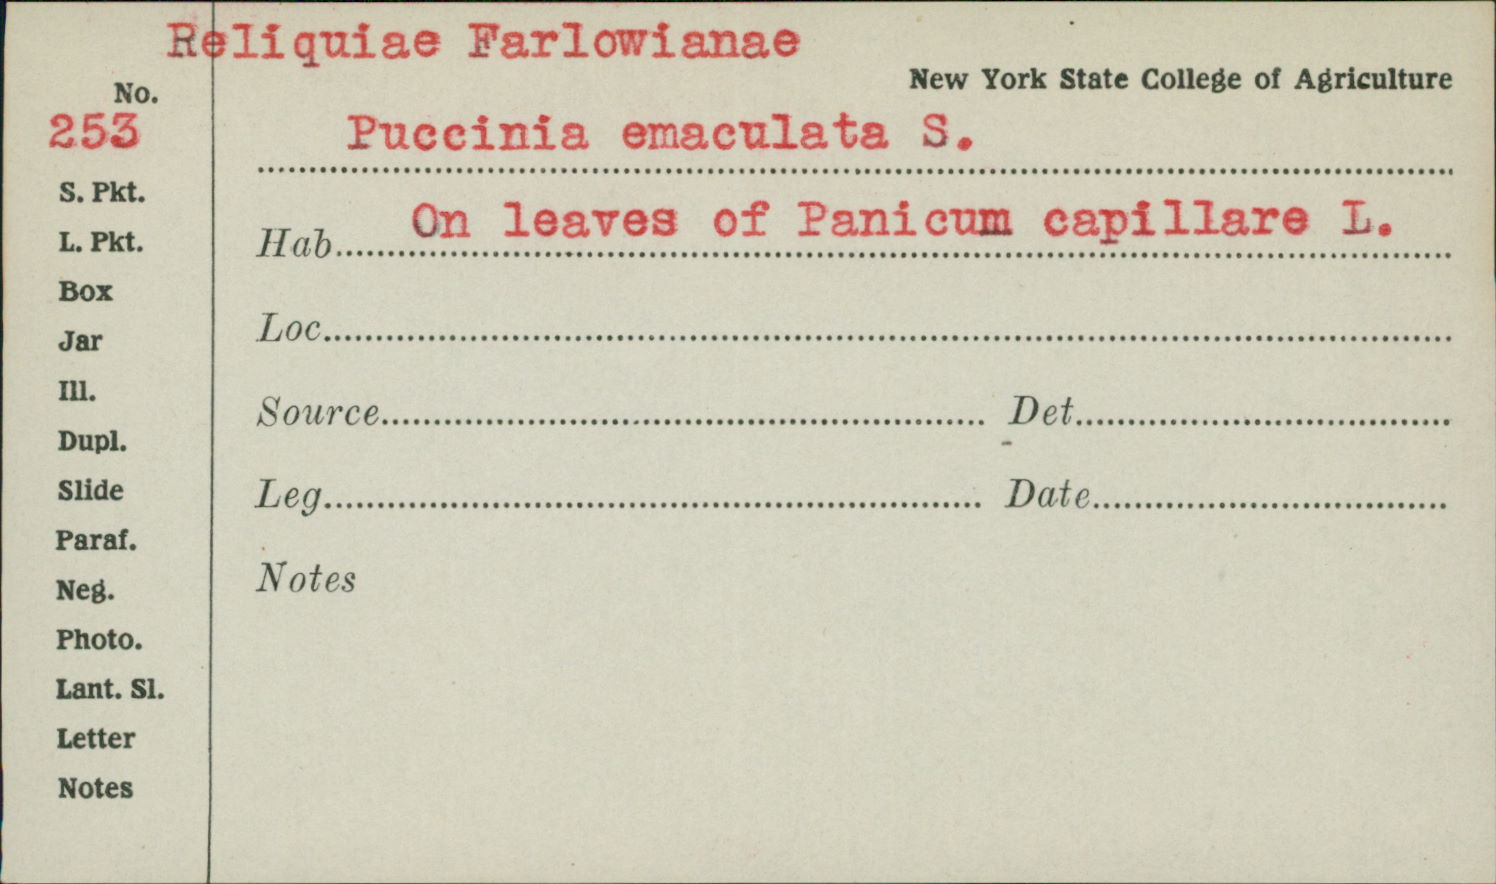 Reliquiae Farlowianae
New York State College of Agriculture
No.
253
Puccinia emaculata S.
S. Pkt.
L. Pkt.
Box
Jar
Ill.
Dupl.
Slide
Paraf.
Neg.
Photo.
Lant. Sl.
Letter
Notes
Hab. On leaves of Panicum capillare L.
Loc.
Source. Det.
Leg. Date.
Notes